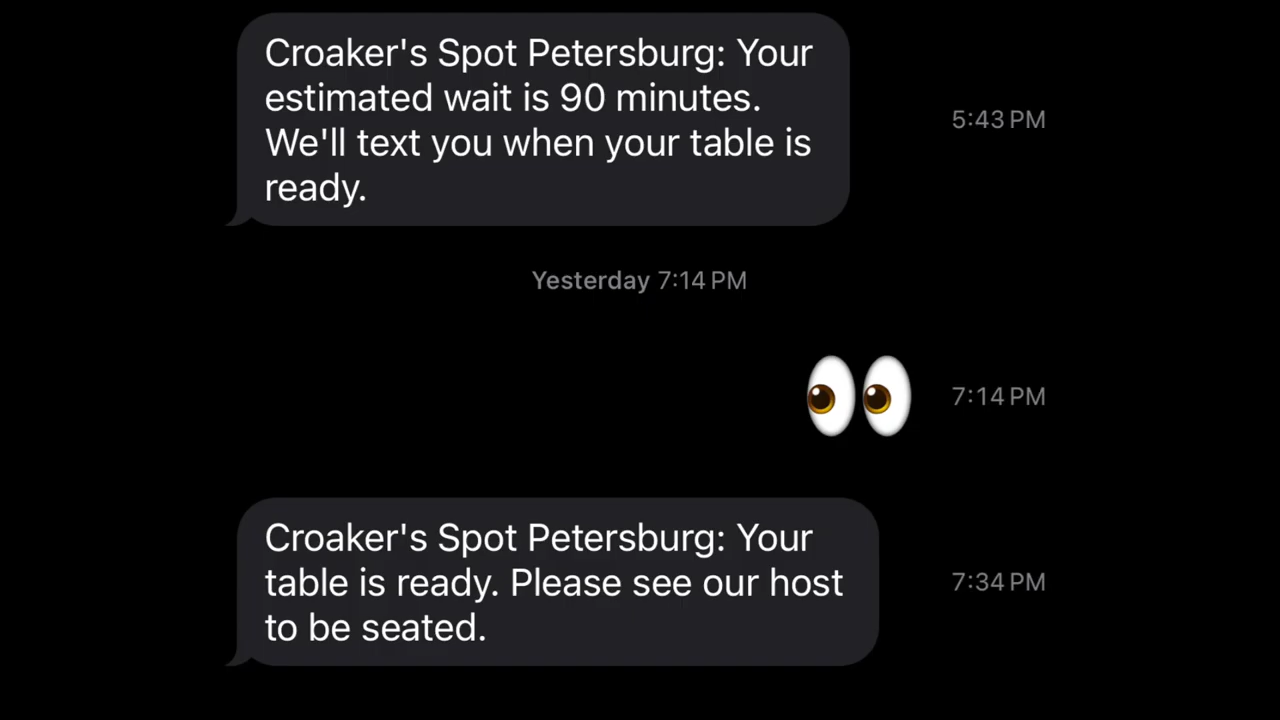 Croaker's Spot Petersburg: Your
estimated wait is 90 minutes.
We'll text you when your table is
ready.
5:43 PM
Yesterday 7:14 PM
👀
7:14 PM
Croaker's Spot Petersburg: Your
table is ready. Please see our host
to be seated.
7:34 PM